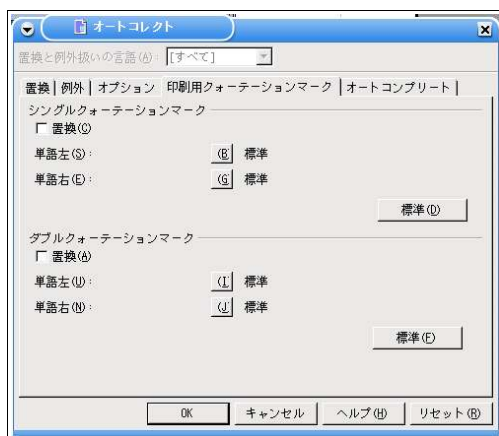 オートコレクト
置換と例外扱いの言語(A): [すべて]
置換 例外 オプション 印刷用クォーテーションマーク オートコンプリート
シングルクォーテーションマーク
置換(C)
単語左(S): (B 標準
単語右(E): (G 標準
標準(D)
ダブルクォーテーションマーク
置換(A)
単語左(U): (I 標準
単語右(N): (J 標準
標準(F)
OK キャンセル ヘルプ(H) リセット(R)